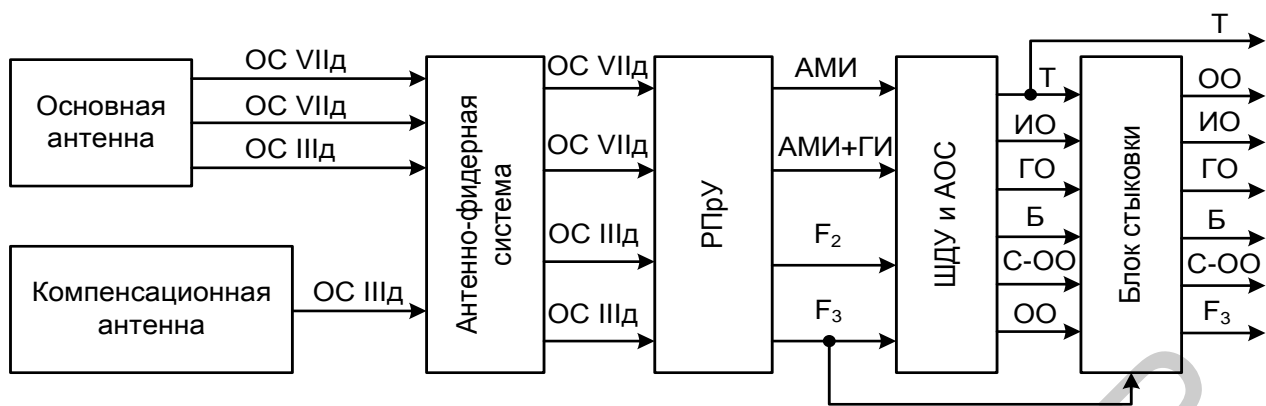 Основная
антенна
Компенсационная
антенна
ОС VIIд
ОС VIIд
ОС IIIд
ОС IIIд
Антенно-фидерная
система
ОС VIIд
ОС VIIд
ОС IIIд
ОС IIIд
РПрУ
АМИ
АМИ+ГИ
F₂
F₃
ШДУ и АОС
Т
Т
ИО
ГО
Б
С-ОО
ОО
Блок стыковки
ОО
ИО
ГО
Б
С-ОО
F₃